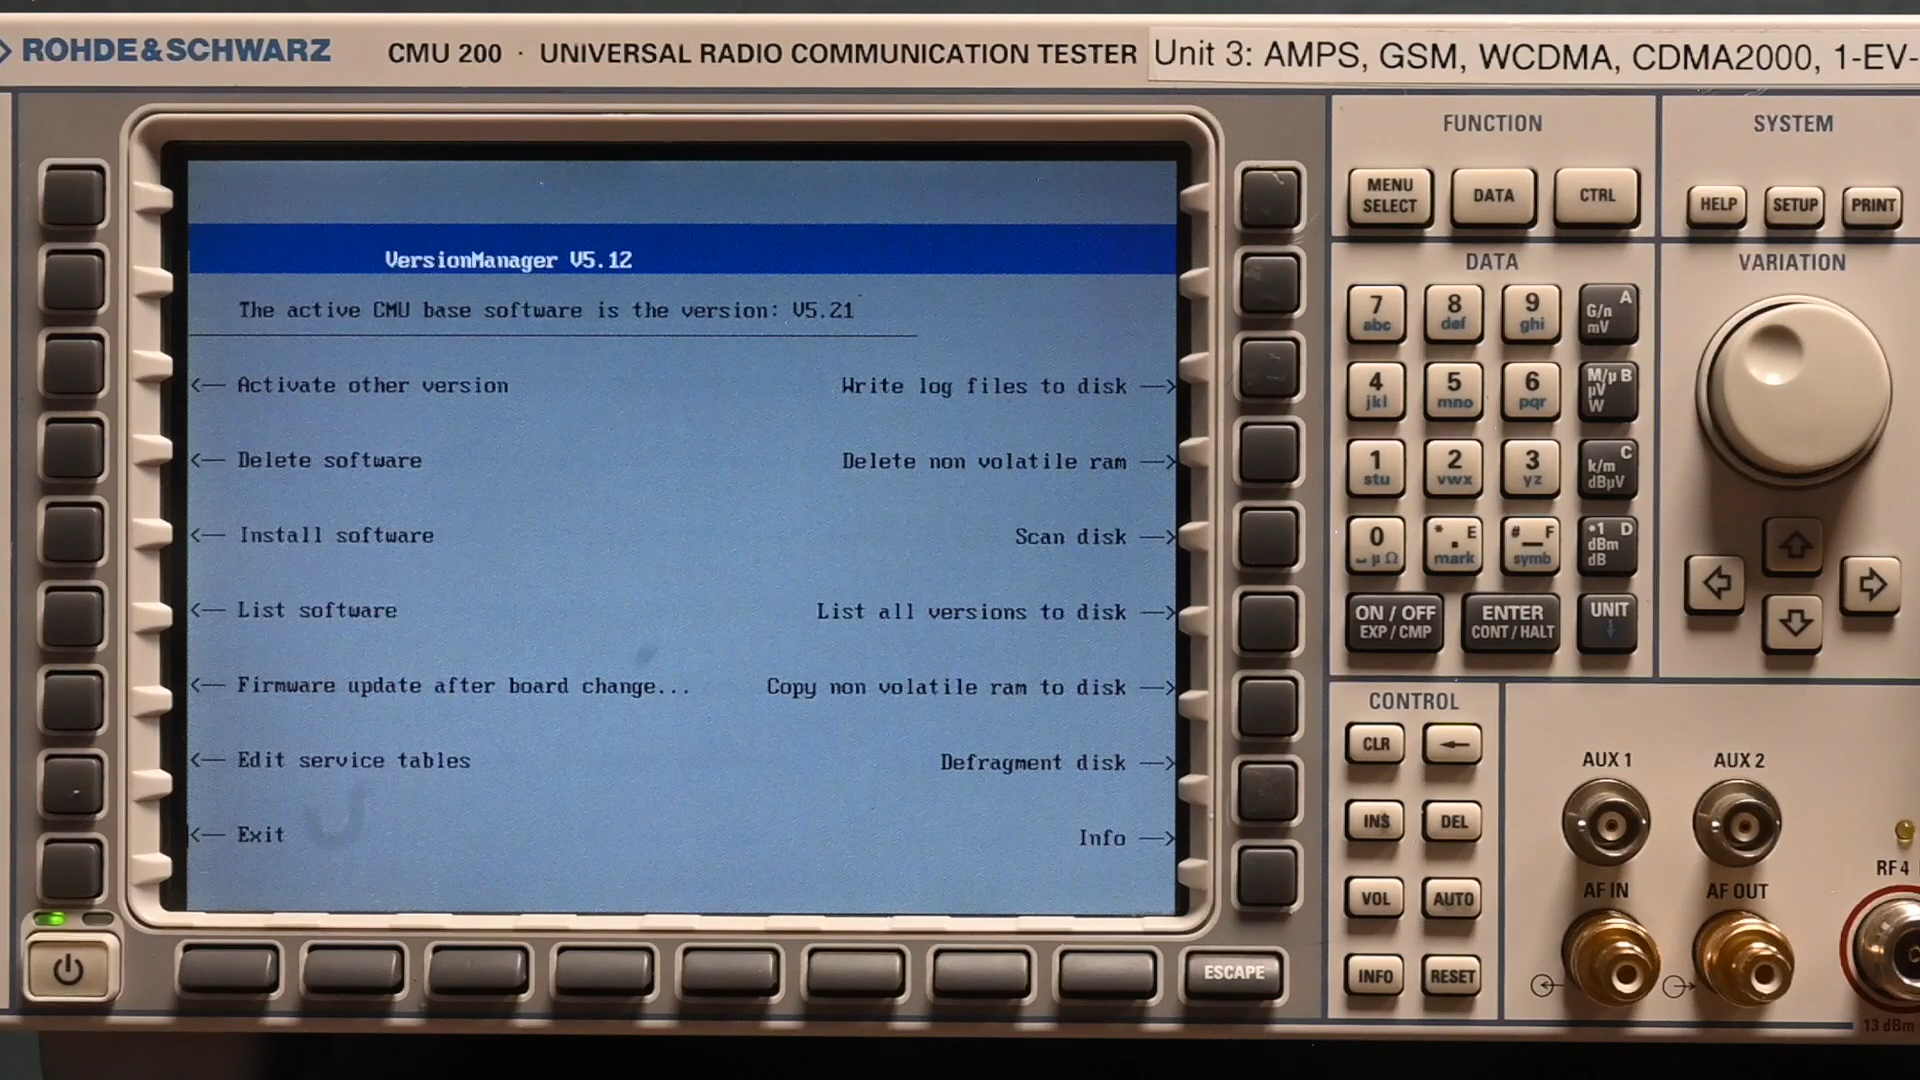 ROHDE&SCHWARZ CMU 200 · UNIVERSAL RADIO COMMUNICATION TESTER Unit 3: AMPS, GSM, WCDMA, CDMA2000, 1-EV-
VersionManager V5.12
The active CMU base software is the version: V5.21
<— Activate other version
Write log files to disk —>
<— Delete software
Delete non volatile ram —>
<— Install software
Scan disk —>
<— List software
List all versions to disk —>
<— Firmware update after board change...
Copy non volatile ram to disk —>
<— Edit service tables
Defragment disk —>
<— Exit
Info —>
ESCAPE
FUNCTION
MENU SELECT
DATA
CTRL
SYSTEM
HELP
SETUP
PRINT
DATA
7 abc
8 def
9 ghi
A G/n mV
4 jkl
5 mno
6 pqr
M/µ B µV W
1 stu
2 vwx
3 yz
C k/m dBµV
0 ⎵ µ Ω
* . E mark
# _ F symb
*1 D dBm dB
ON / OFF EXP / CMP
ENTER CONT / HALT
UNIT
VARIATION
CONTROL
CLR
INS
DEL
VOL
AUTO
INFO
RESET
AUX 1
AUX 2
AF IN
AF OUT
RF 4
13 dBm